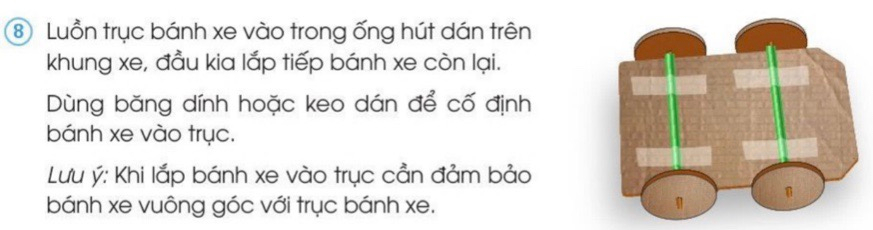 8 Luồn trục bánh xe vào trong ống hút dán trên
khung xe, đầu kia lắp tiếp bánh xe còn lại.
Dùng băng dính hoặc keo dán để cố định
bánh xe vào trục.
Lưu ý: Khi lắp bánh xe vào trục cần đảm bảo
bánh xe vuông góc với trục bánh xe.